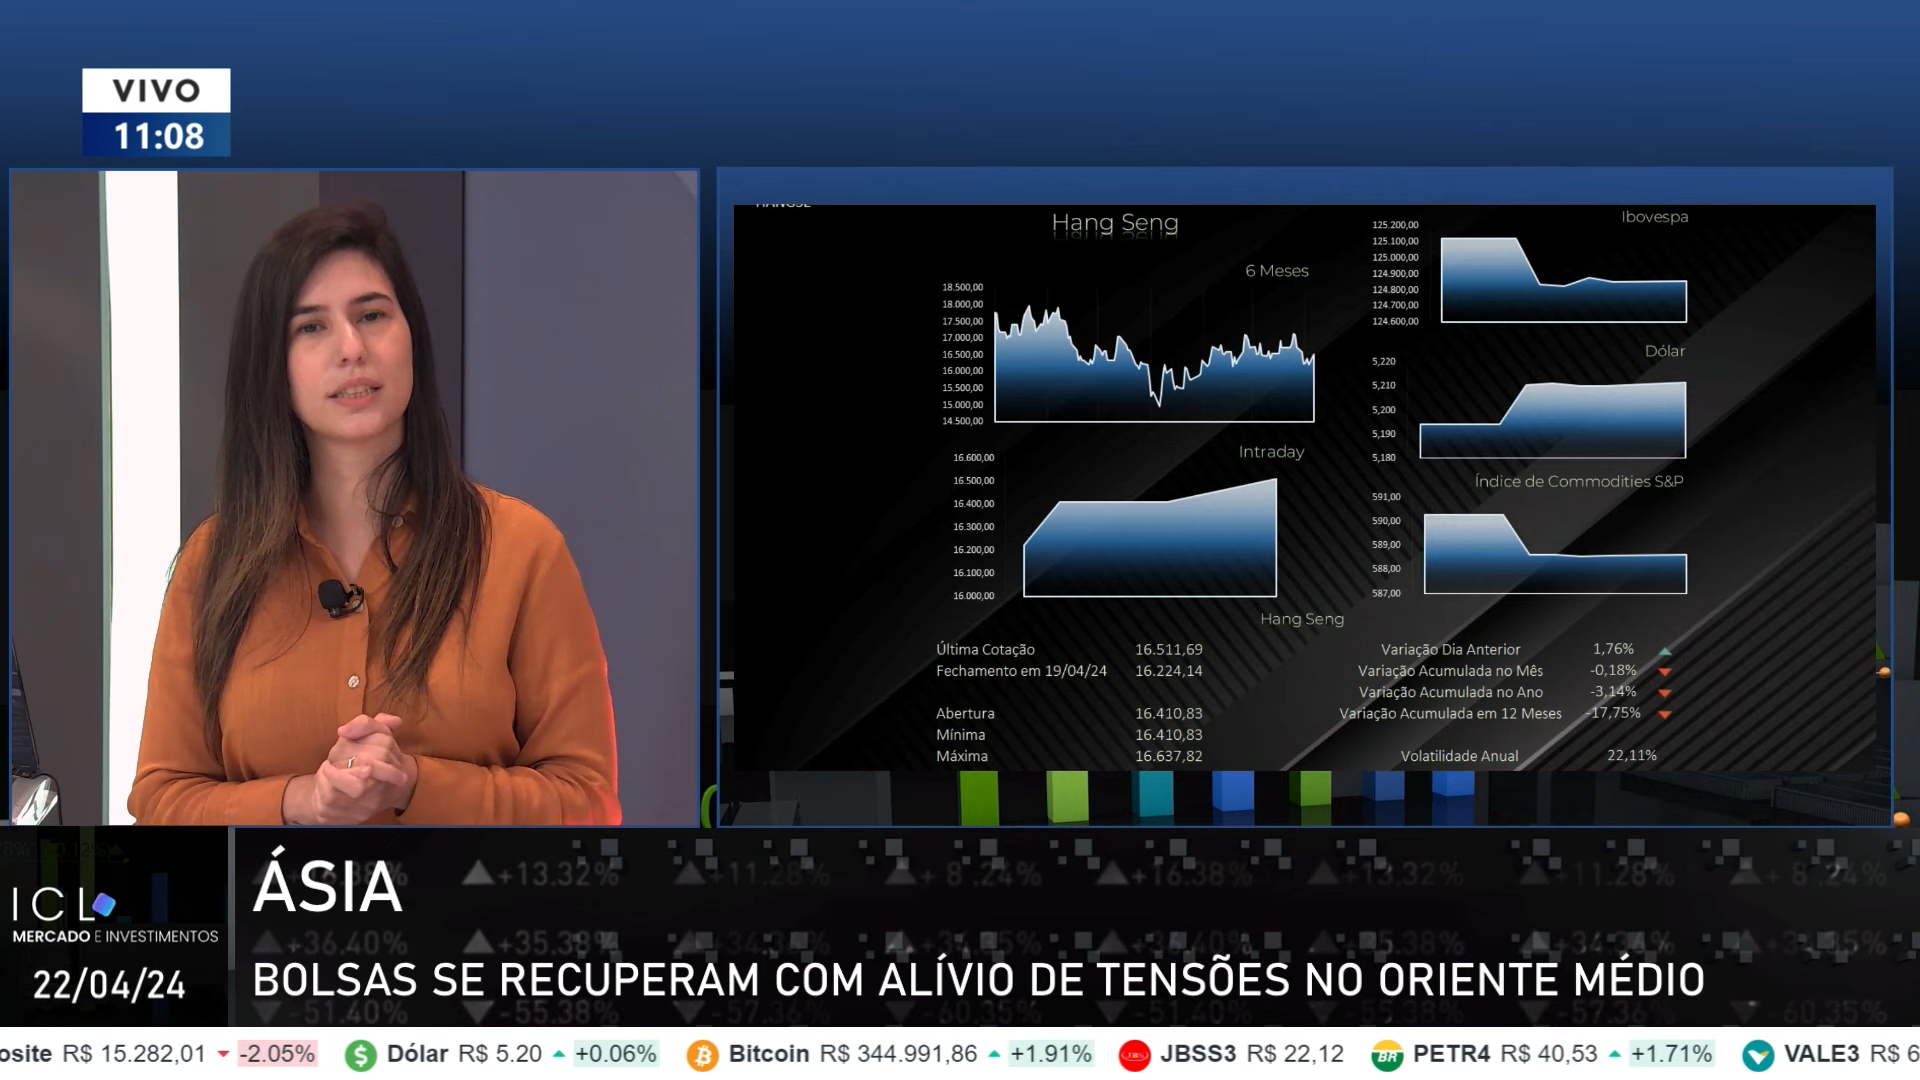 VIVO
11:08
Hang Seng
6 Meses
18.500,00
18.000,00
17.500,00
17.000,00
16.500,00
16.000,00
15.500,00
15.000,00
14.500,00
Intraday
16.600,00
16.500,00
16.400,00
16.300,00
16.200,00
16.100,00
16.000,00
Ibovespa
125.200,00
125.100,00
125.000,00
124.900,00
124.800,00
124.700,00
124.600,00
Dólar
5,220
5,210
5,200
5,190
5,180
Índice de Commodities S&P
591,00
590,00
589,00
588,00
587,00
Hang Seng
Última Cotação 16.511,69
Fechamento em 19/04/24 16.224,14
Abertura 16.410,83
Mínima 16.410,83
Máxima 16.637,82
Variação Dia Anterior 1,76%
Variação Acumulada no Mês -0,18%
Variação Acumulada no Ano -3,14%
Variação Acumulada em 12 Meses -17,75%
Volatilidade Anual 22,11%
ICL
MERCADO E INVESTIMENTOS
22/04/24
ÁSIA
BOLSAS SE RECUPERAM COM ALÍVIO DE TENSÕES NO ORIENTE MÉDIO
osite R$ 15.282,01 -2.05% Dólar R$ 5.20 +0.06% Bitcoin R$ 344.991,86 +1.91% JBSS3 R$ 22,12 PETR4 R$ 40,53 +1.71% VALE3 R$ 6